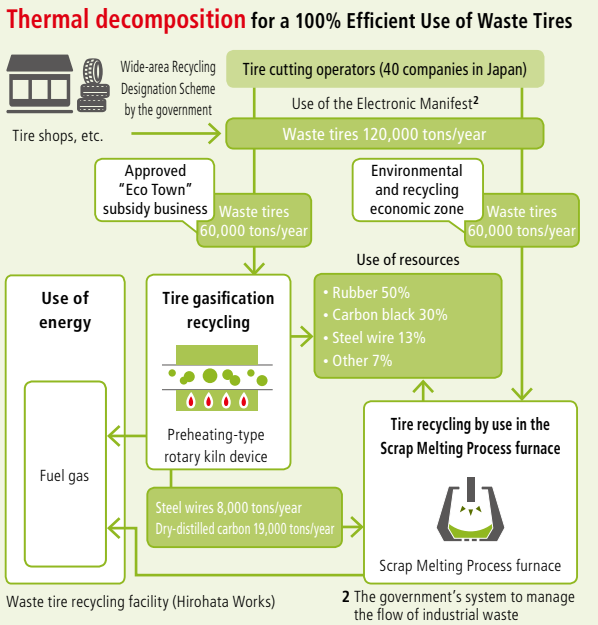 Thermal decomposition for a 100% Efficient Use of Waste Tires
Wide-area Recycling
Designation Scheme
by the government
Tire shops, etc.
Tire cutting operators (40 companies in Japan)
Use of the Electronic Manifest2
Waste tires 120,000 tons/year
Approved
“Eco Town”
subsidy business
Waste tires
60,000 tons/year
Environmental
and recycling
economic zone
Waste tires
60,000 tons/year
Use of
energy
Fuel gas
Tire gasification
recycling
Preheating-type
rotary kiln device
Use of resources
• Rubber 50%
• Carbon black 30%
• Steel wire 13%
• Other 7%
Steel wires 8,000 tons/year
Dry-distilled carbon 19,000 tons/year
Tire recycling by use in the
Scrap Melting Process furnace
Scrap Melting Process furnace
Waste tire recycling facility (Hirohata Works)
2 The government’s system to manage
the flow of industrial waste